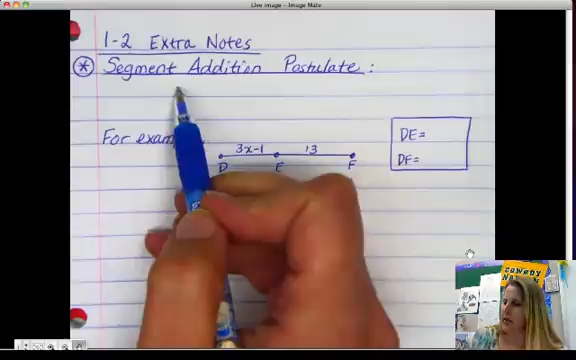 Live image - Image Mate
1-2 Extra Notes
* Segment Addition Postulate:
For exam
3x-1 13
D E F
DE=
DF=